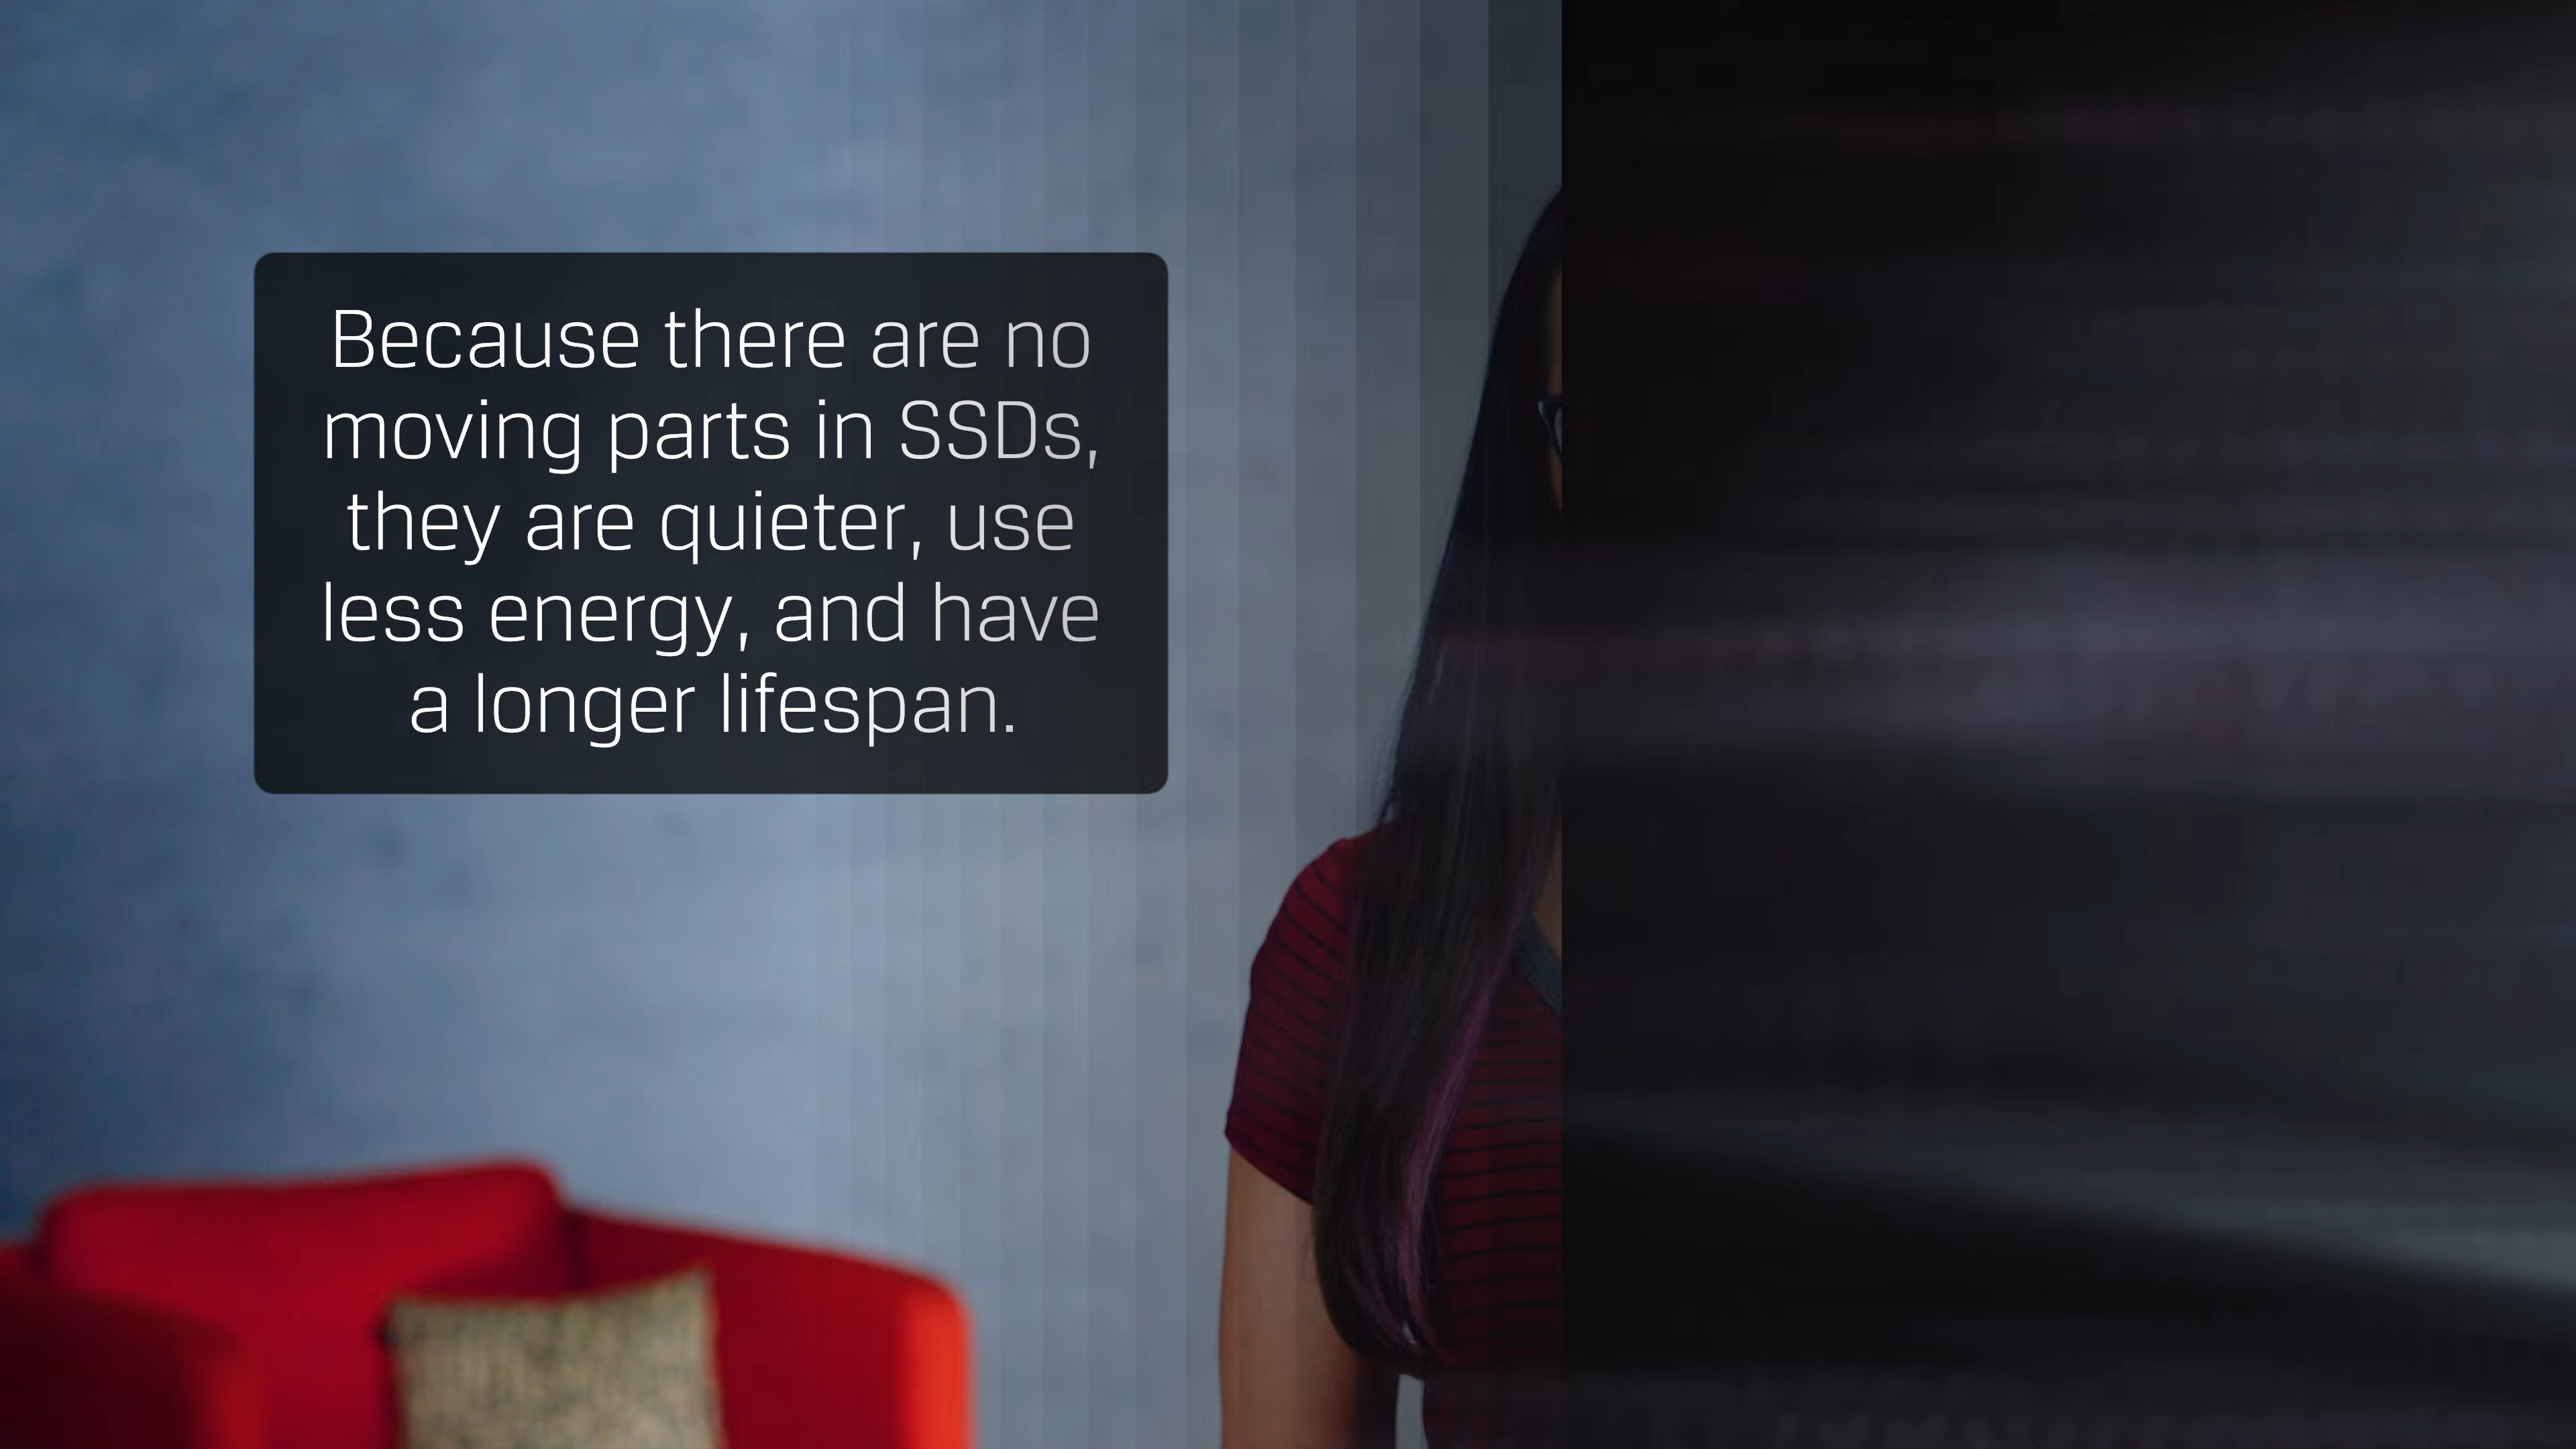 Because there are no
moving parts in SSDs,
they are quieter, use
less energy, and have
a longer lifespan.